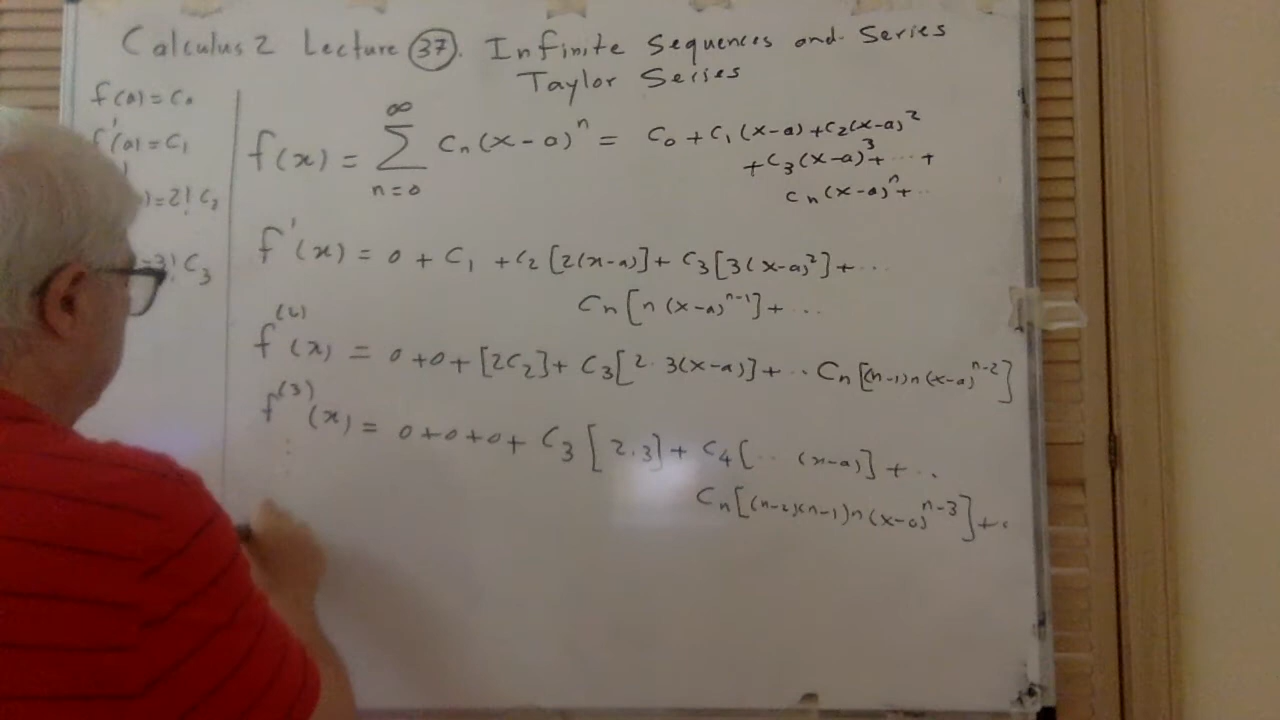 Calculus 2 Lecture 37. Infinite Sequences and Series
Taylor Series
f(a) = C₀
f'(a) = C₁
) = 2! C₂
3! C₃
f(x) = ∑_{n=0}^{∞} Cₙ(x-a)ⁿ = C₀ + C₁(x-a) + C₂(x-a)²
+ C₃(x-a)³ + ... +
Cₙ(x-a)ⁿ + ..
f'(x) = 0 + C₁ + C₂[2(x-a)] + C₃[3(x-a)²] + ...
Cₙ[n(x-a)ⁿ⁻¹] + ...
f⁽²⁾(x) = 0 + 0 + [2C₂] + C₃[2·3(x-a)] + .. Cₙ[(n-1)n(x-a)ⁿ⁻²]
f⁽³⁾(x) = 0 + 0 + 0 + C₃[2.3] + C₄[.. (x-a)] + ..
Cₙ[(n-2)(n-1)n(x-a)ⁿ⁻³] + .